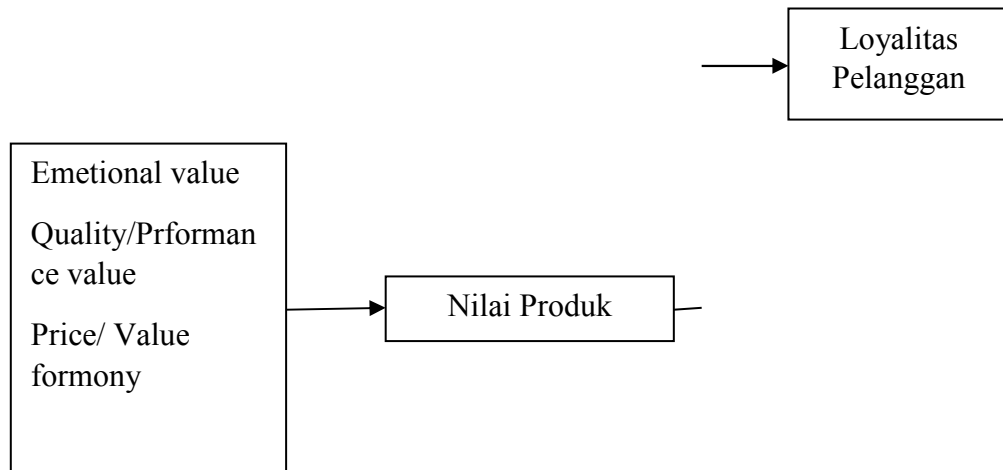 Loyalitas
Pelanggan
Emetional value
Quality/Prforman
ce value
Price/ Value
formony
Nilai Produk